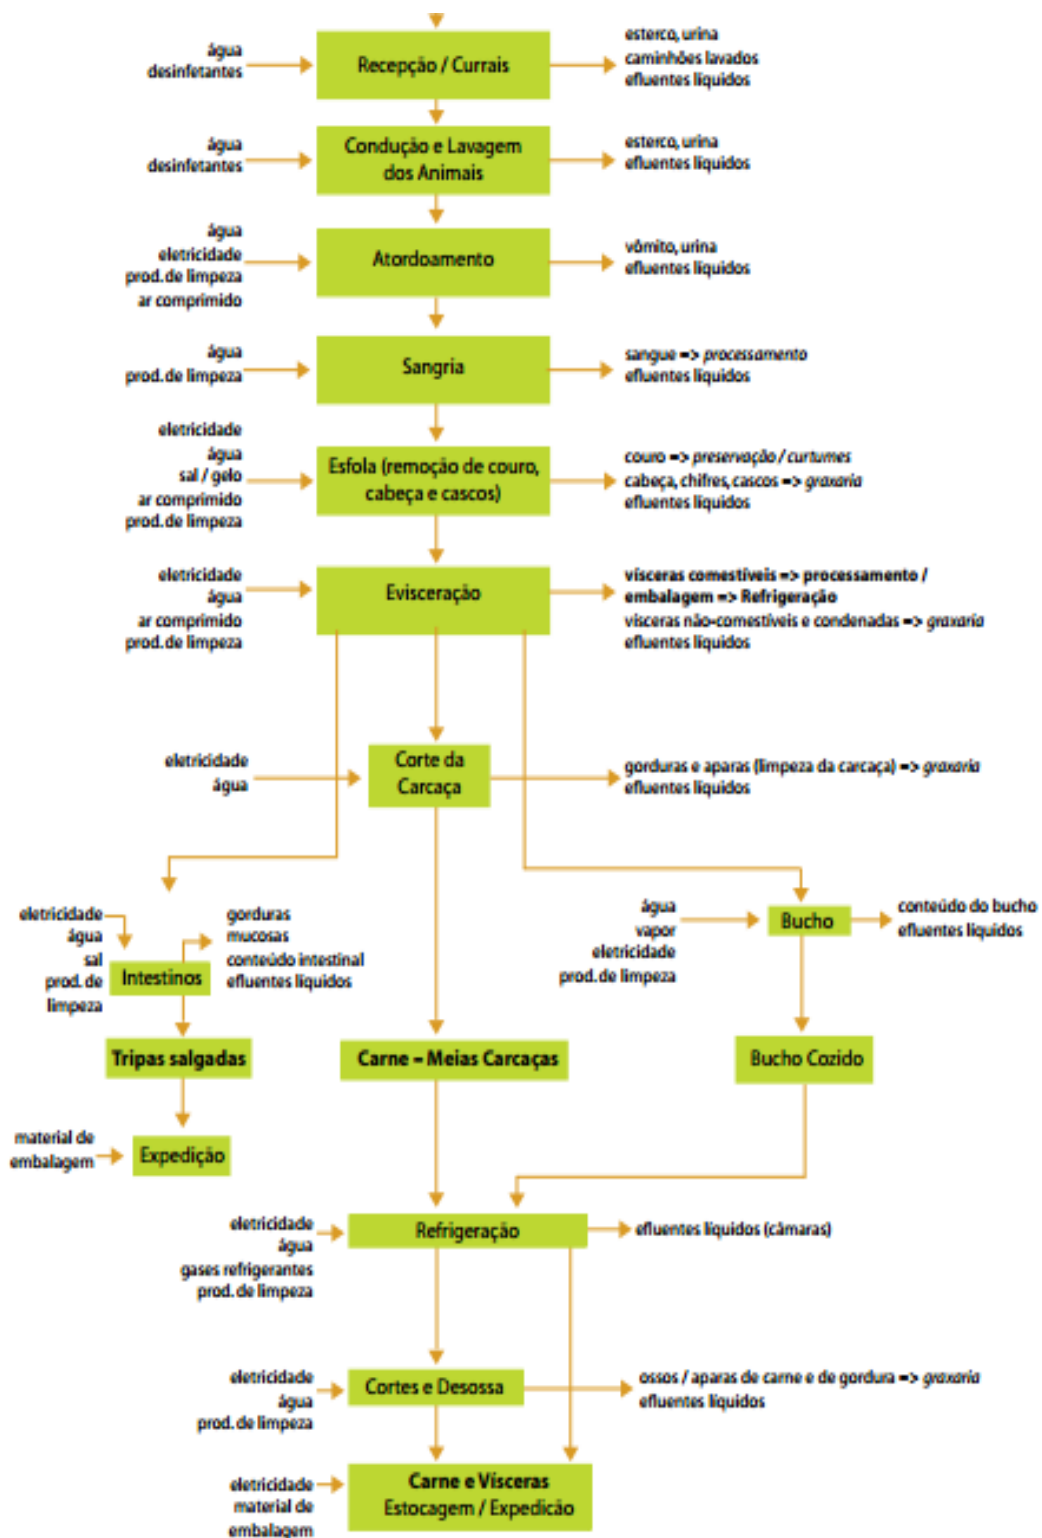 água
desinfetantes
Recepção / Currais
esterco, urina
caminhões lavados
efluentes líquidos
água
desinfetantes
Condução e Lavagem
dos Animais
esterco, urina
efluentes líquidos
água
eletricidade
prod. de limpeza
ar comprimido
Atordoamento
vômito, urina
efluentes líquidos
água
prod. de limpeza
Sangria
sangue => processamento
efluentes líquidos
eletricidade
água
sal / gelo
ar comprimido
prod. de limpeza
Esfola (remoção de couro,
cabeça e cascos)
couro => preservação / curtumes
cabeça, chifres, cascos => graxaria
efluentes líquidos
eletricidade
água
ar comprimido
prod. de limpeza
Evisceração
vísceras comestíveis => processamento /
embalagem => Refrigeração
vísceras não-comestíveis e condenadas => graxaria
efluentes líquidos
eletricidade
água
Corte da
Carcaça
gorduras e aparas (limpeza da carcaça) => graxaria
efluentes líquidos
eletricidade
água
sal
prod. de
limpeza
Intestinos
gorduras
mucosas
conteúdo intestinal
efluentes líquidos
água
vapor
eletricidade
prod. de limpeza
Bucho
conteúdo do bucho
efluentes líquidos
Tripas salgadas
Carne – Meias Carcaças
Bucho Cozido
material de
embalagem
Expedição
eletricidade
água
gases refrigerantes
prod. de limpeza
Refrigeração
efluentes líquidos (câmaras)
eletricidade
água
prod. de limpeza
Cortes e Desossa
ossos / aparas de carne e de gordura => graxaria
efluentes líquidos
eletricidade
material de
embalagem
Carne e Vísceras
Estocagem / Expedicão